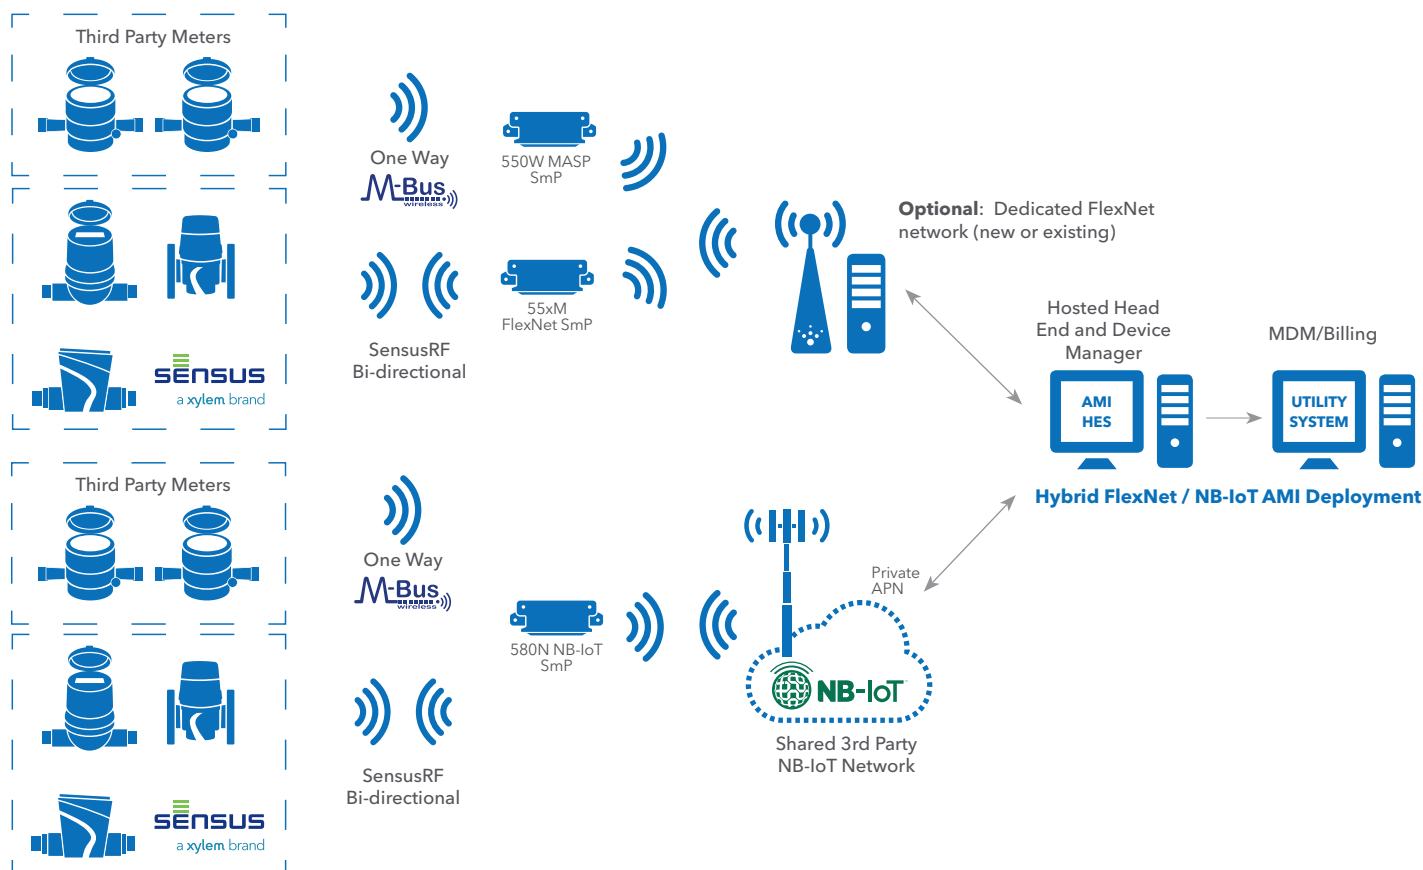 Third Party Meters
One Way
M-Bus
wireless
550W MASP
SmP
SensusRF
Bi-directional
55xM
FlexNet SmP
sensus
a xylem brand
Optional: Dedicated FlexNet
network (new or existing)
Hosted Head
End and Device
Manager
AMI
HES
MDM/Billing
UTILITY
SYSTEM
Hybrid FlexNet / NB-IoT AMI Deployment
Third Party Meters
One Way
M-Bus
wireless
580N NB-IoT
SmP
SensusRF
Bi-directional
sensus
a xylem brand
Private
APN
NB-IoT
Shared 3rd Party
NB-IoT Network